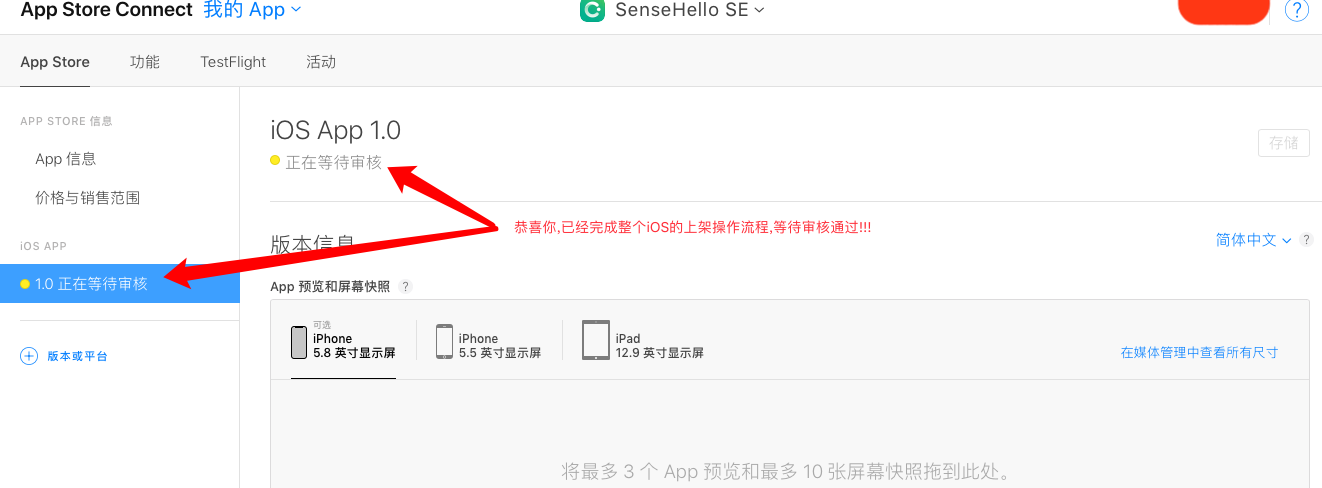 App Store Connect 我的 App
SenseHello SE
?
App Store 功能 TestFlight 活动
APP STORE 信息
App 信息
价格与销售范围
iOS APP
1.0 正在等待审核
版本或平台
iOS App 1.0
正在等待审核
存储
恭喜你,已经完成整个iOS的上架操作流程,等待审核通过!!!
版本信息
简体中文 ?
App 预览和屏幕快照 ?
可选
iPhone
5.8 英寸显示屏
iPhone
5.5 英寸显示屏
iPad
12.9 英寸显示屏
在媒体管理中查看所有尺寸
将最多 3 个 App 预览和最多 10 张屏幕快照拖到此处。